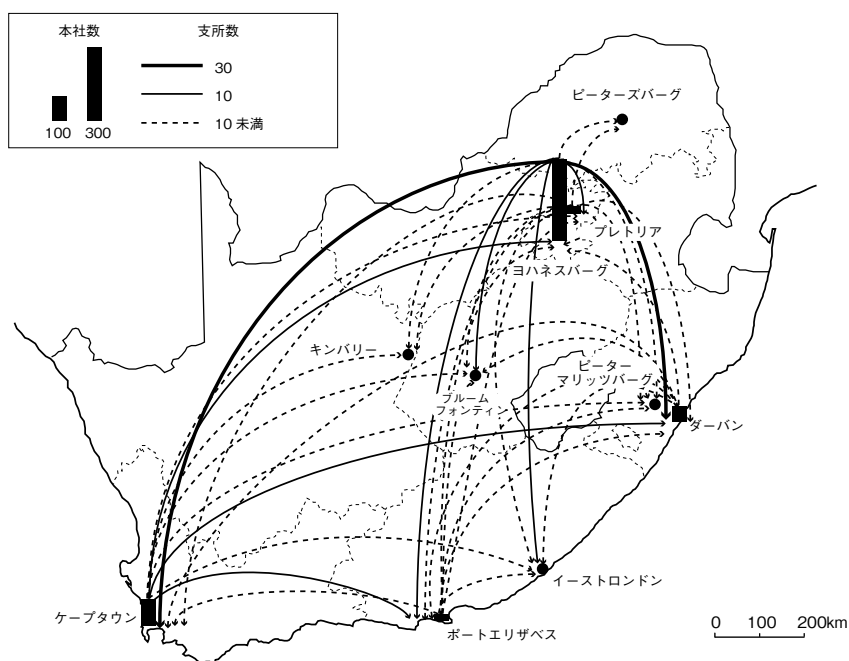 本社数
支所数
30
10
10未満
100 300
ピーターズバーグ
プレトリア
ヨハネスバーグ
キンバリー
ピーター
マリッツバーグ
ブルーム
フォンティン
ダーバン
イーストロンドン
ケープタウン
ポートエリザベス
0 100 200km